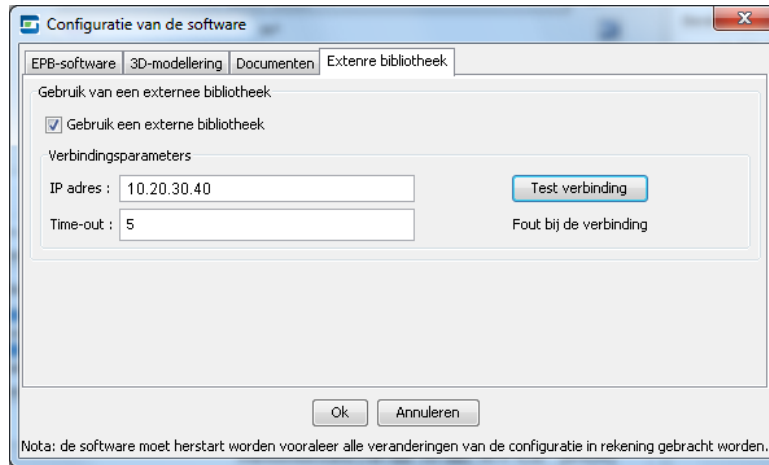 Configuratie van de software
EPB-software 3D-modellering Documenten Extenre bibliotheek
Gebruik van een externee bibliotheek
Gebruik een externe bibliotheek
Verbindingsparameters
IP adres : 10.20.30.40 Test verbinding
Time-out : 5 Fout bij de verbinding
Ok Annuleren
Nota: de software moet herstart worden vooraleer alle veranderingen van de configuratie in rekening gebracht worden.